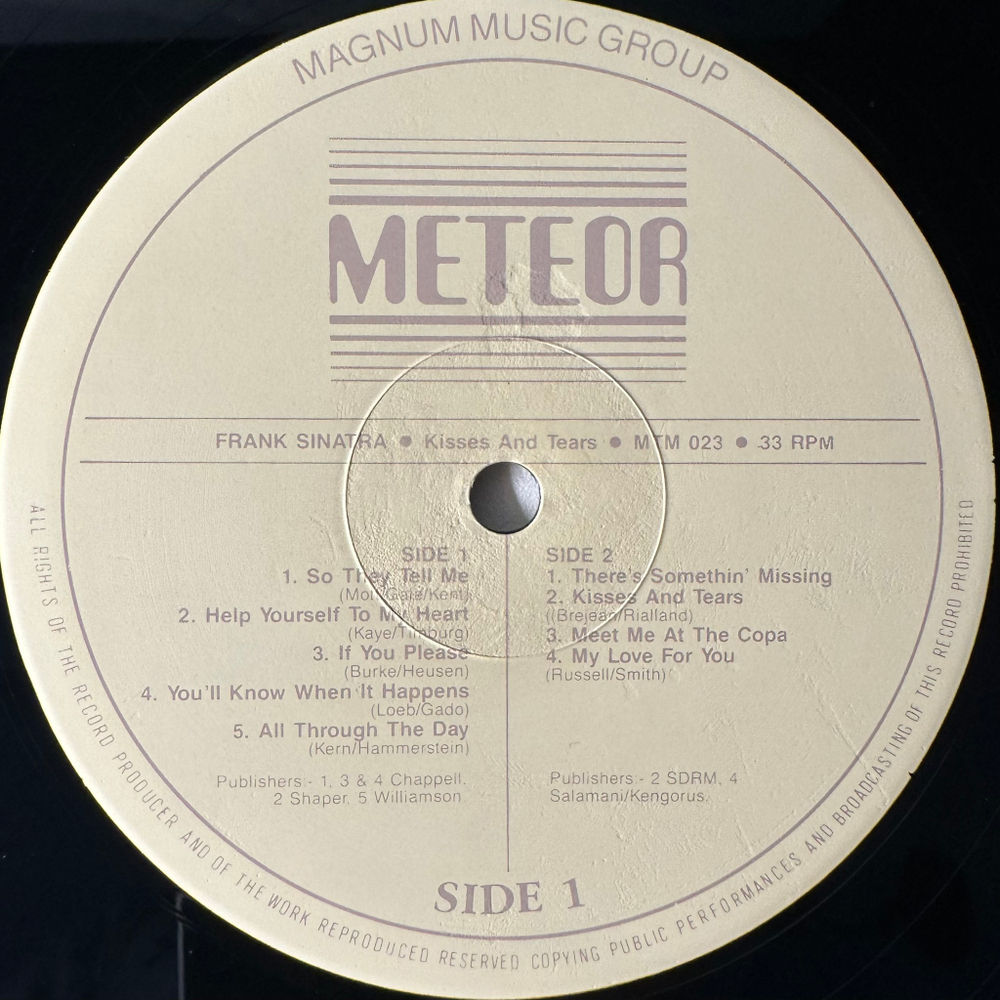 MAGNUM MUSIC GROUP
METEOR
FRANK SINATRA ● Kisses And Tears ● MTM 023 ● 33 RPM
SIDE 1
1. So They Tell Me
(Mott/Gale/Kent)
2. Help Yourself To My Heart
(Kaye/Timburg)
3. If You Please
(Burke/Heusen)
4. You'll Know When It Happens
(Loeb/Gado)
5. All Through The Day
(Kern/Hammerstein)
Publishers:- 1, 3 & 4 Chappell.
2 Shaper, 5 Williamson.
SIDE 2
1. There's Somethin' Missing
2. Kisses And Tears
((Brejean/Rialland)
3. Meet Me At The Copa
4. My Love For You
(Russell/Smith)
Publishers:- 2 SDRM, 4
Salamani/Kengorus.
SIDE 1
ALL RIGHTS OF THE RECORD PRODUCER AND OF THE WORK REPRODUCED RESERVED COPYING PUBLIC PERFORMANCES AND BROADCASTING OF THIS RECORD PROHIBITED